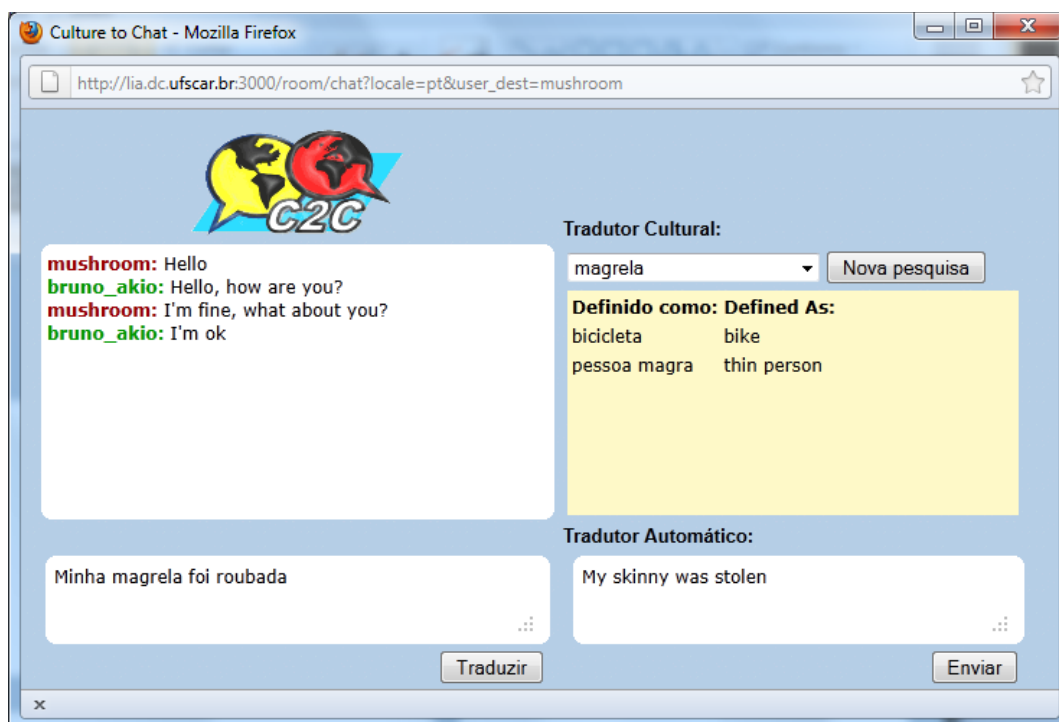 Culture to Chat - Mozilla Firefox
http://lia.dc.ufscar.br:3000/room/chat?locale=pt&user_dest=mushroom
C2C
mushroom: Hello
bruno_akio: Hello, how are you?
mushroom: I'm fine, what about you?
bruno_akio: I'm ok
Tradutor Cultural:
magrela Nova pesquisa
Definido como: Defined As:
bicicleta bike
pessoa magra thin person
Tradutor Automático:
Minha magrela foi roubada
Traduzir
My skinny was stolen
Enviar
x